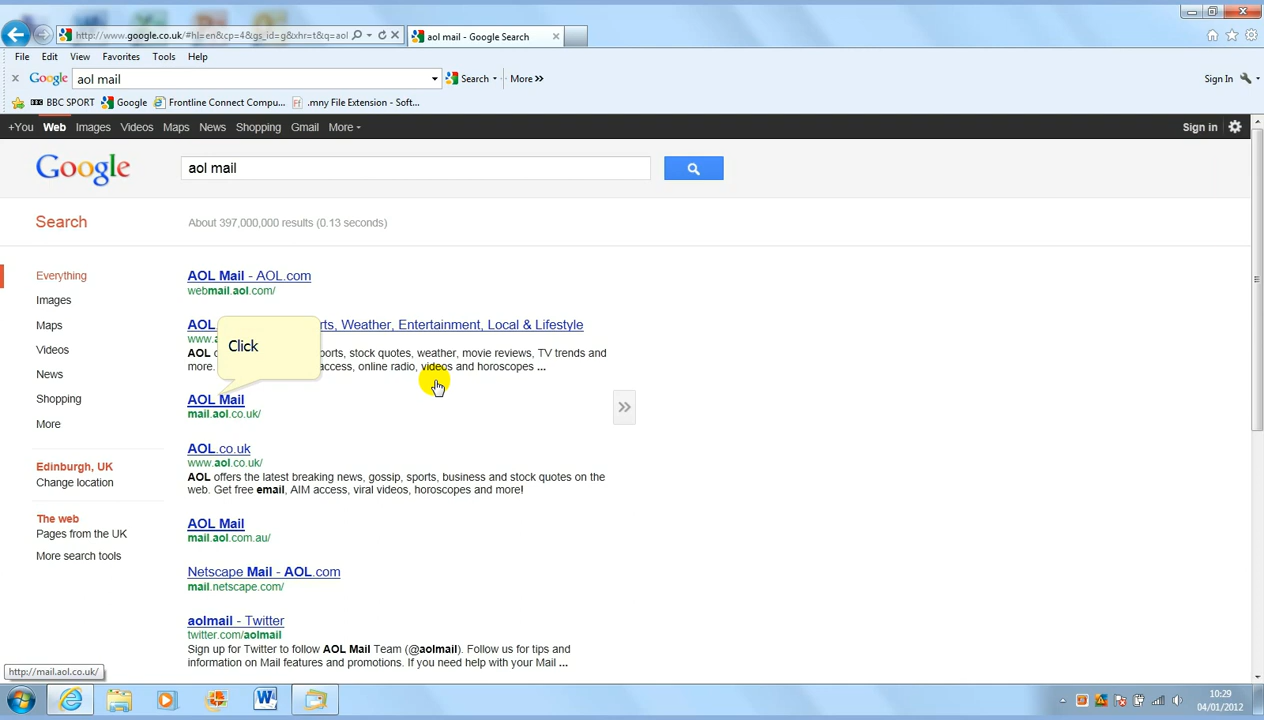 http://www.google.co.uk/#hl=en&cp=4&gs_id=g&xhr=t&q=aol
aol mail - Google Search
File Edit View Favorites Tools Help
Google aol mail Search More Sign In
BBC SPORT Google Frontline Connect Compu... .mny File Extension - Soft...
+You Web Images Videos Maps News Shopping Gmail More Sign in
Google aol mail
Search About 397,000,000 results (0.13 seconds)
Everything
Images
Maps
Videos
News
Shopping
More
Edinburgh, UK
Change location
The web
Pages from the UK
More search tools
AOL Mail - AOL.com
webmail.aol.com/
AOL rts, Weather, Entertainment, Local & Lifestyle
www.
AOL ports, stock quotes, weather, movie reviews, TV trends and
more. access, online radio, videos and horoscopes ...
Click
AOL Mail
mail.aol.co.uk/
AOL.co.uk
www.aol.co.uk/
AOL offers the latest breaking news, gossip, sports, business and stock quotes on the
web. Get free email, AIM access, viral videos, horoscopes and more!
AOL Mail
mail.aol.com.au/
Netscape Mail - AOL.com
mail.netscape.com/
aolmail - Twitter
twitter.com/aolmail
Sign up for Twitter to follow AOL Mail Team (@aolmail). Follow us for tips and
information on Mail features and promotions. If you need help with your Mail ...
http://mail.aol.co.uk/
10:29
04/01/2012